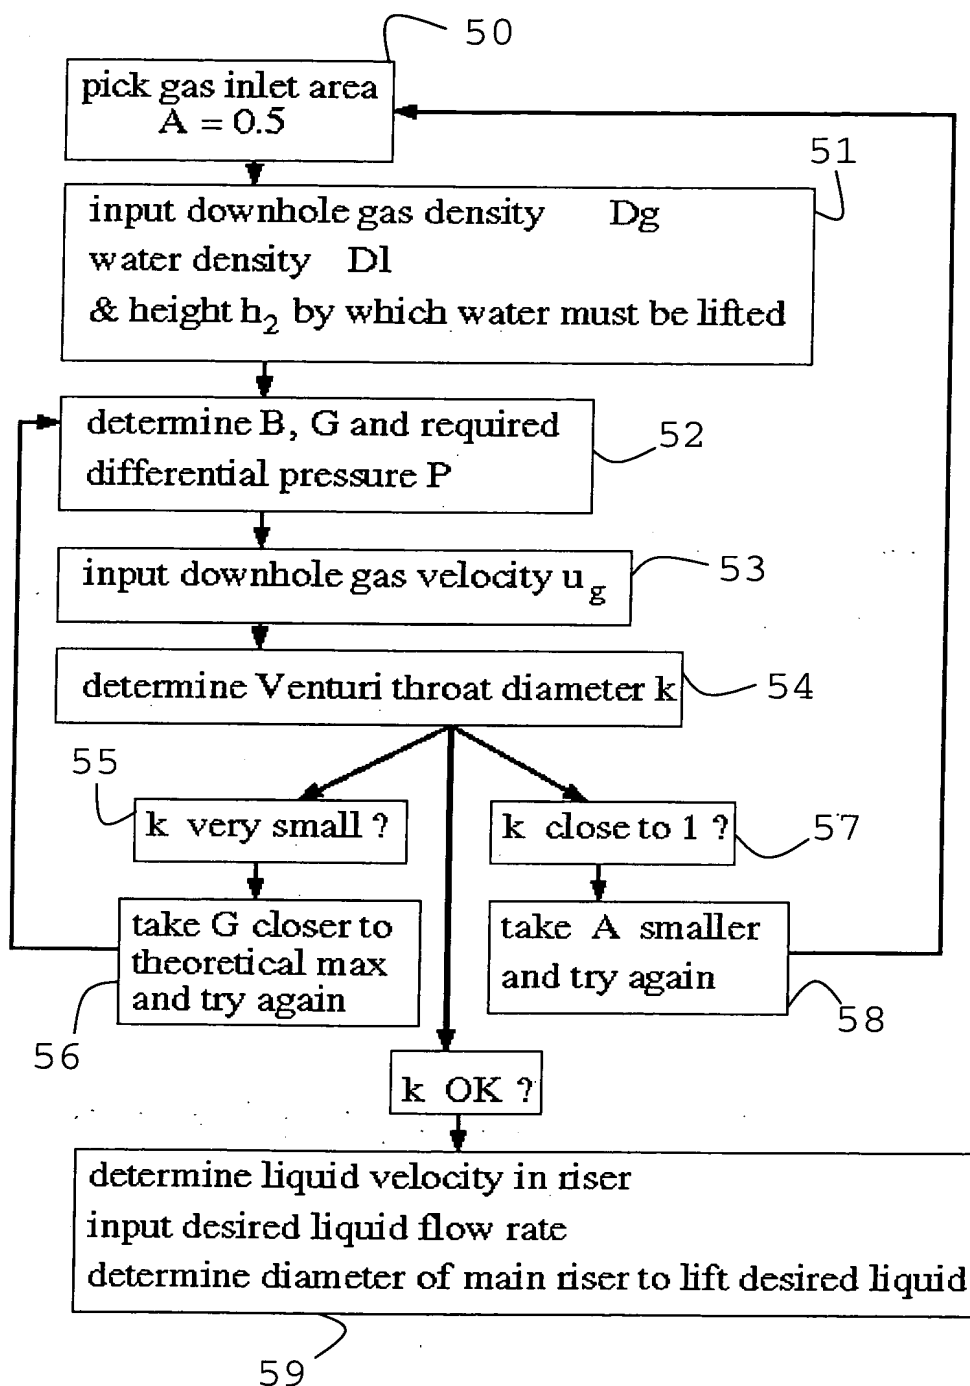 50
pick gas inlet area
A = 0.5
51
input downhole gas density Dg
water density Dl
& height h₂ by which water must be lifted
determine B, G and required
differential pressure P
52
input downhole gas velocity u_g
53
determine Venturi throat diameter k
54
55
k very small ?
k close to 1 ?
57
take G closer to
theoretical max
and try again
56
take A smaller
and try again
58
k OK ?
determine liquid velocity in riser
input desired liquid flow rate
determine diameter of main riser to lift desired liquid
59